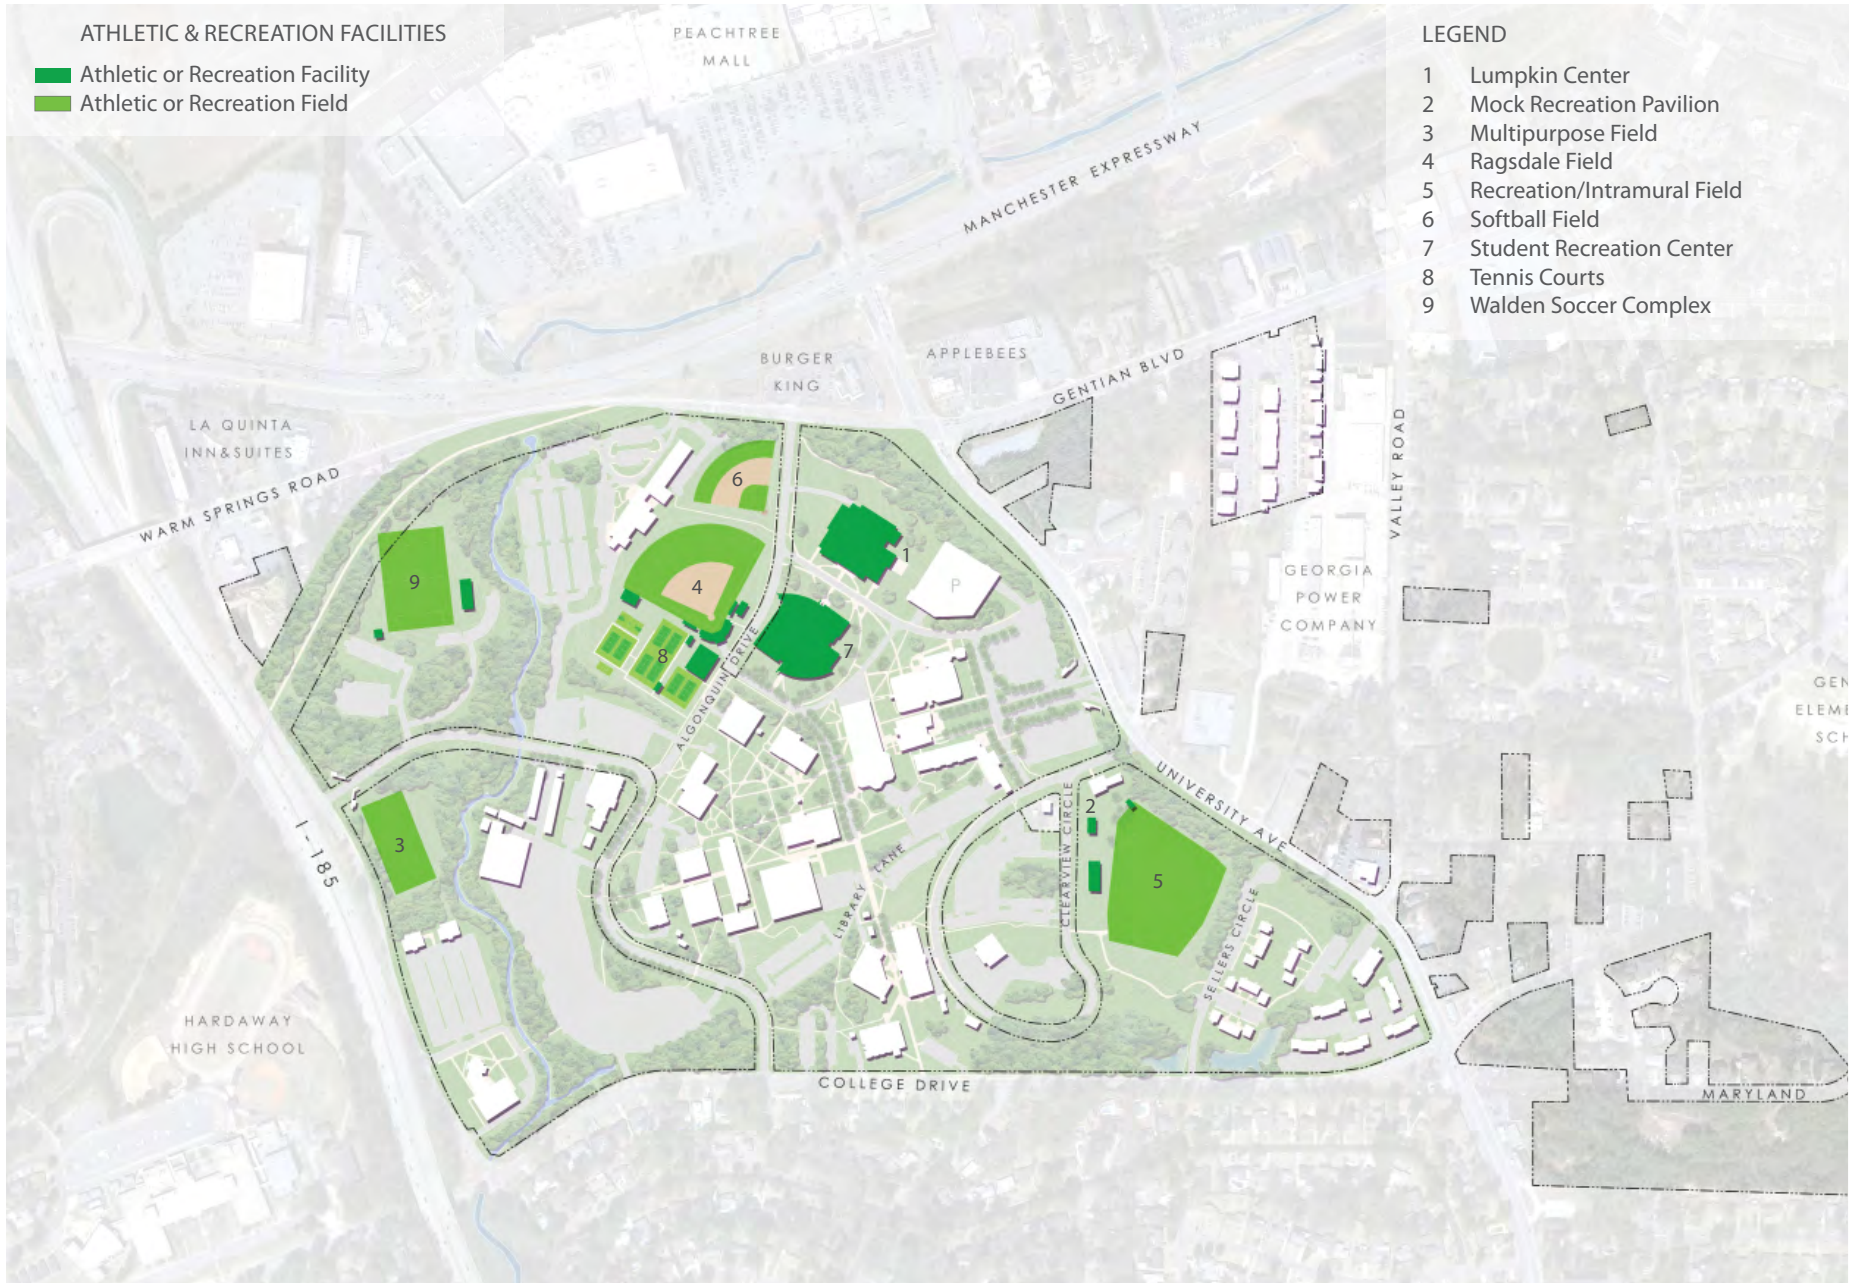 ATHLETIC & RECREATION FACILITIES
Athletic or Recreation Facility
Athletic or Recreation Field
LEGEND
1 Lumpkin Center
2 Mock Recreation Pavilion
3 Multipurpose Field
4 Ragsdale Field
5 Recreation/Intramural Field
6 Softball Field
7 Student Recreation Center
8 Tennis Courts
9 Walden Soccer Complex
PEACHTREE
MALL
MANCHESTER EXPRESSWAY
BURGER
KING
APPLEBEES
GENTIAN BLVD
LA QUINTA
INN&SUITES
WARM SPRINGS ROAD
VALLEY ROAD
6
1
9
4
P
GEORGIA
POWER
COMPANY
7
8
ALGONQUIN DRIVE
GEN
ELEME
SCH
UNIVERSITY AVE
2
3
I-185
CLEARVIEW CIRCLE
5
LIBRARY LANE
SELLERS CIRCLE
HARDAWAY
HIGH SCHOOL
COLLEGE DRIVE
MARYLAND